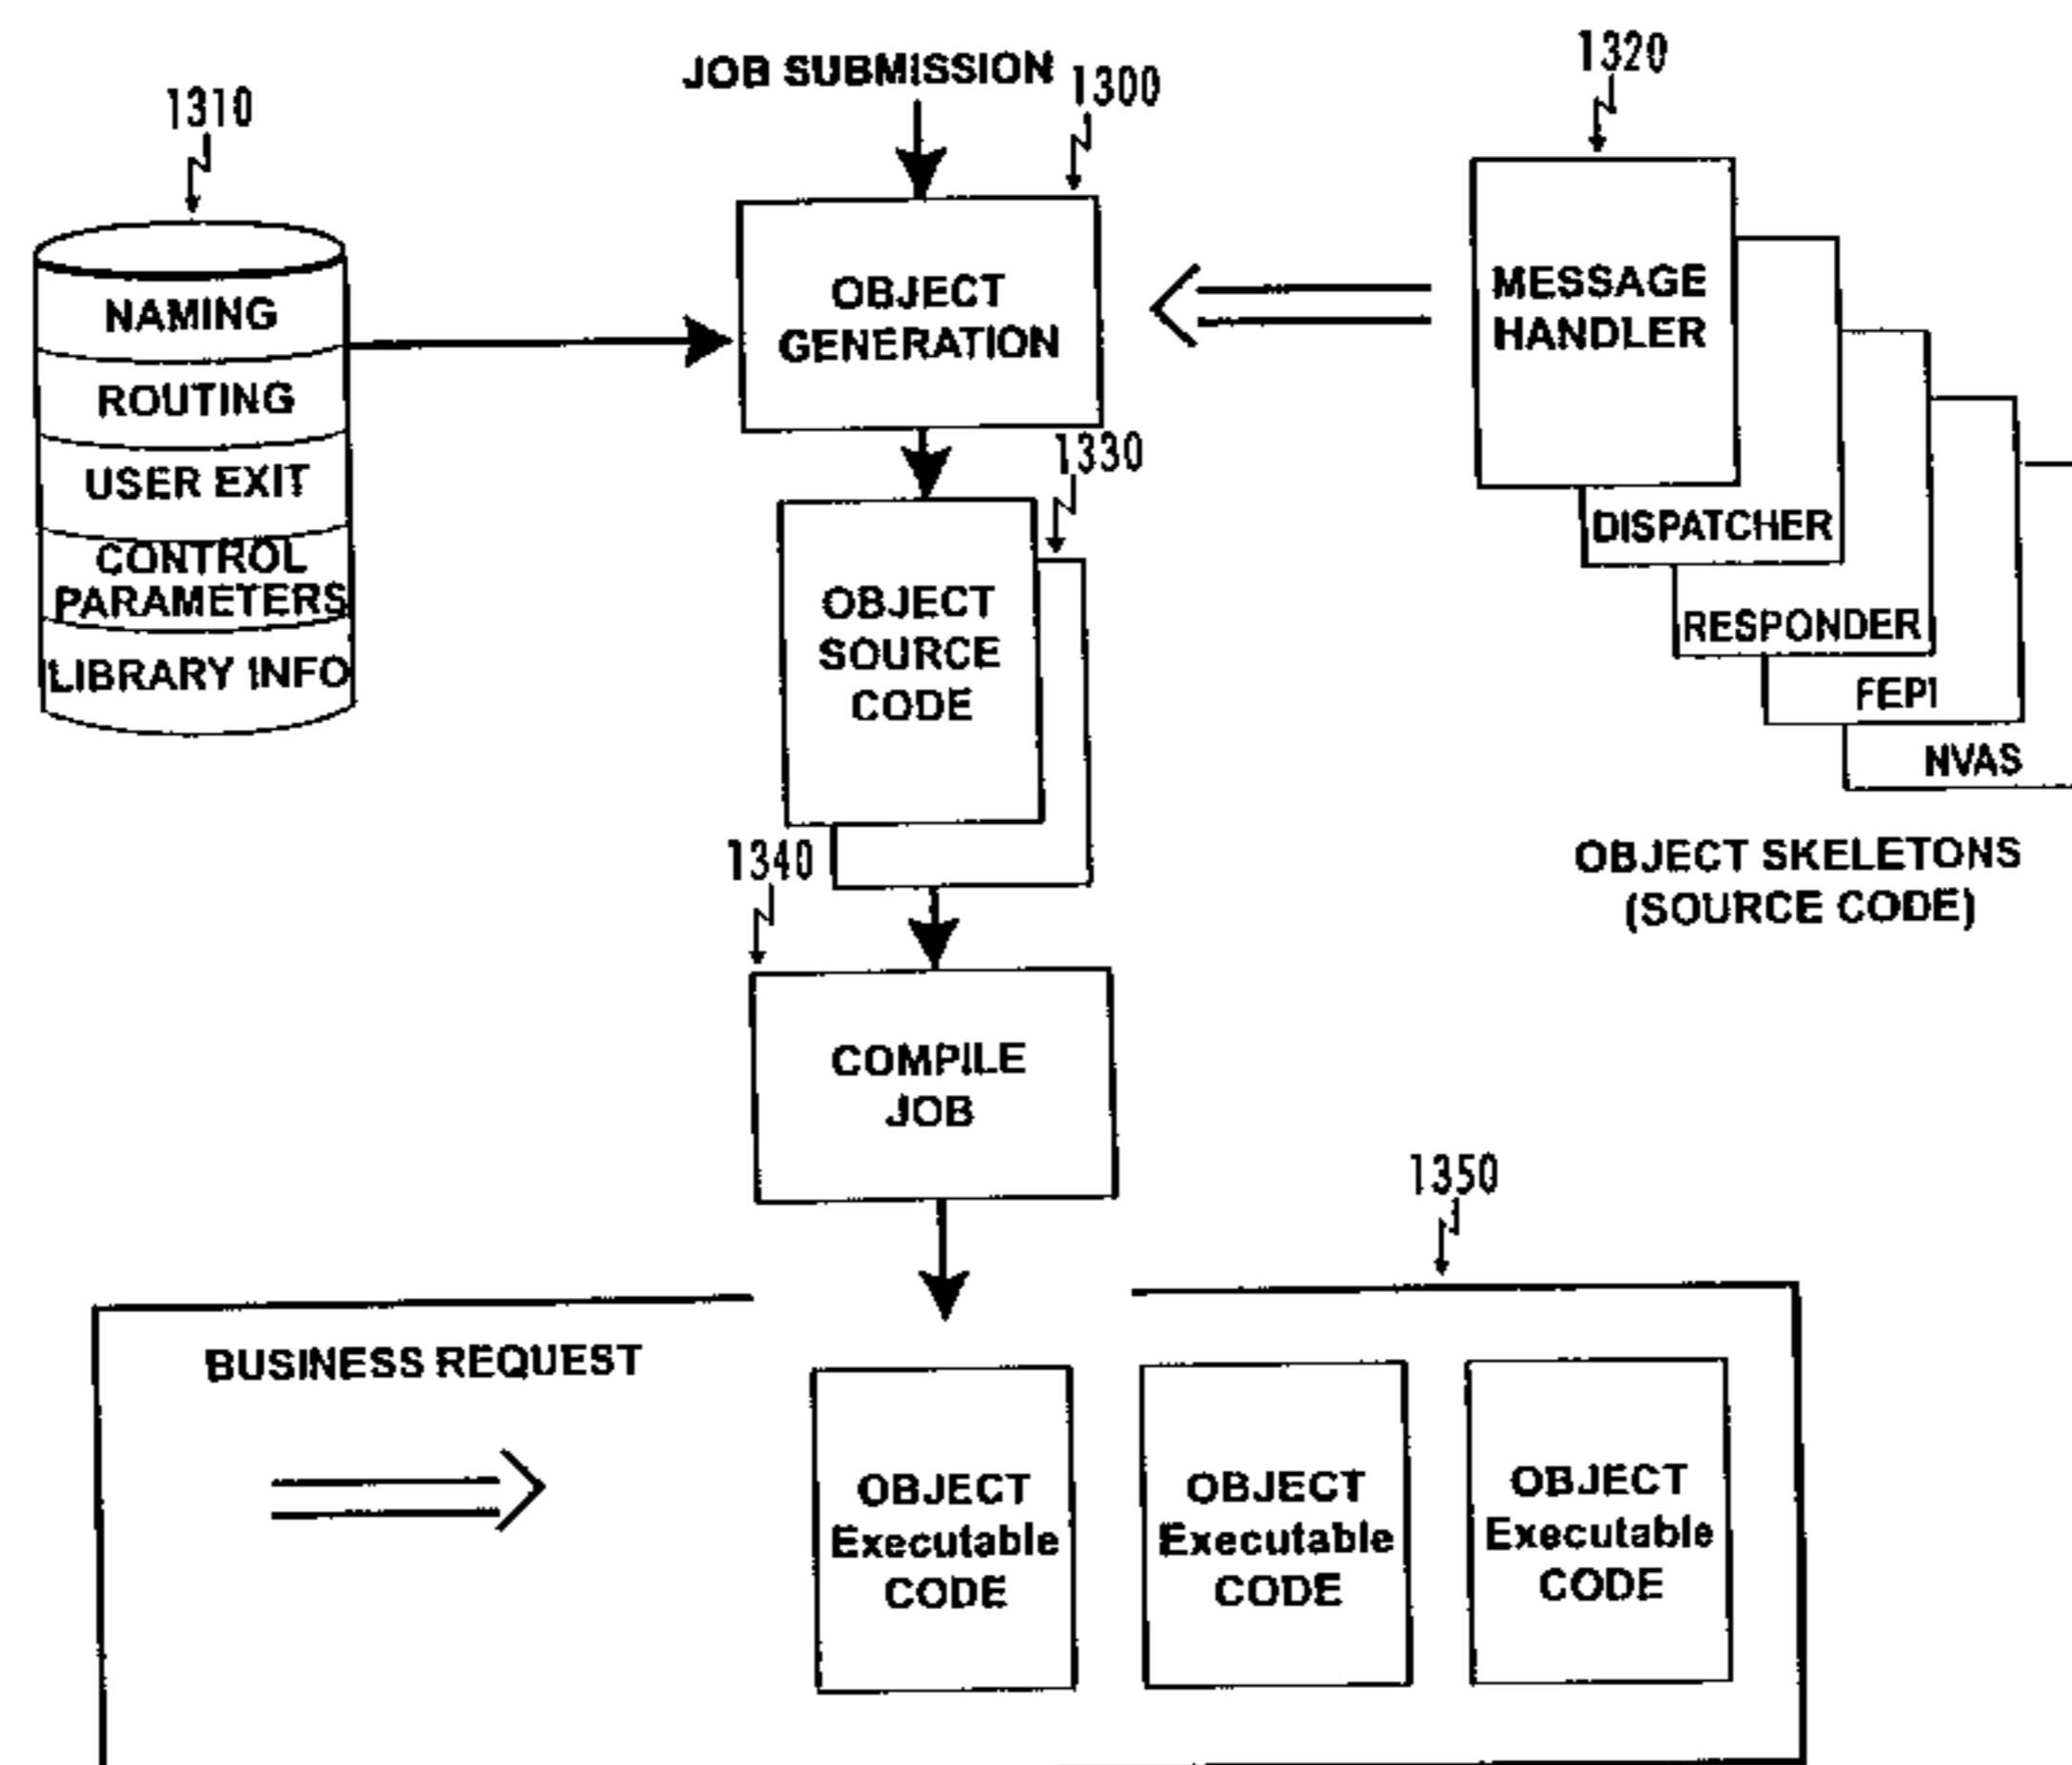 JOB SUBMISSION
1300
1310
1320
NAMING
ROUTING
USER EXIT
CONTROL
PARAMETERS
LIBRARY INFO
OBJECT
GENERATION
MESSAGE
HANDLER
DISPATCHER
RESPONDER
FEPI
NVAS
OBJECT SKELETONS
(SOURCE CODE)
1330
OBJECT
SOURCE
CODE
1340
COMPILE
JOB
1350
BUSINESS REQUEST
OBJECT
Executable
CODE
OBJECT
Executable
CODE
OBJECT
Executable
CODE